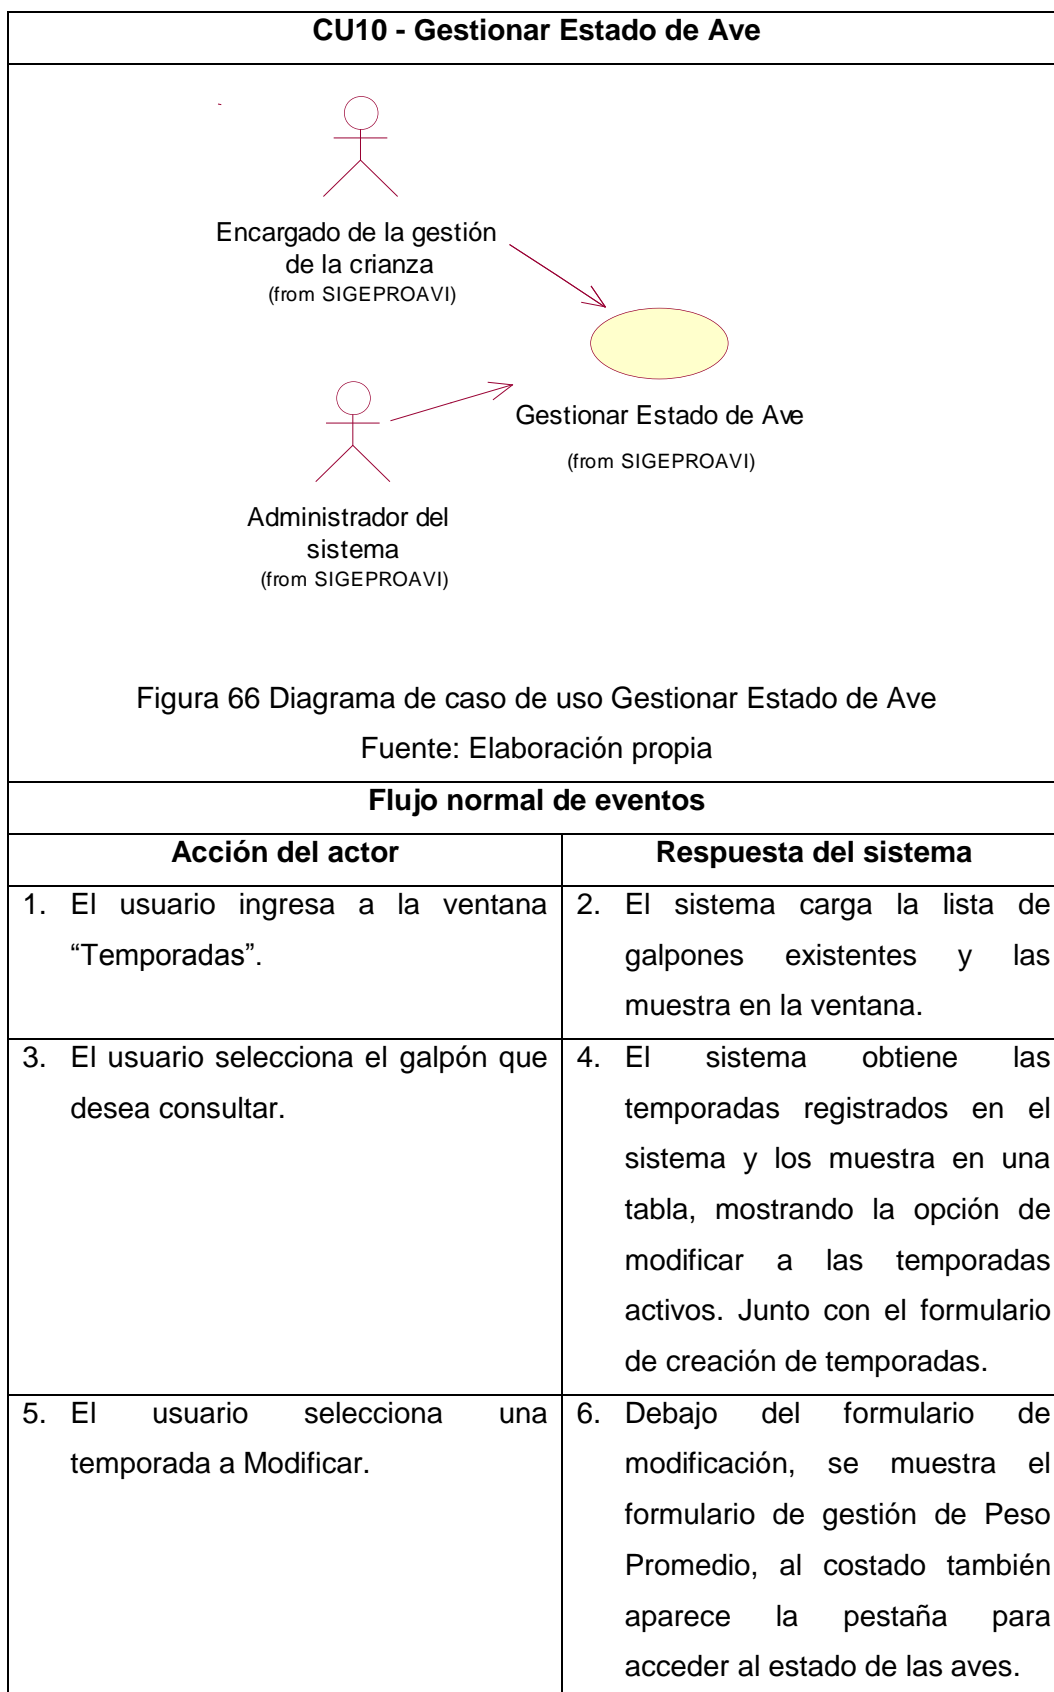 CU10 - Gestionar Estado de Ave
Encargado de la gestión
de la crianza
(from SIGEPROAVI)
Gestionar Estado de Ave
(from SIGEPROAVI)
Administrador del
sistema
(from SIGEPROAVI)
Figura 66 Diagrama de caso de uso Gestionar Estado de Ave
Fuente: Elaboración propia
Flujo normal de eventos
Acción del actor
Respuesta del sistema
1. El usuario ingresa a la ventana
“Temporadas”.
2. El sistema carga la lista de
galpones existentes y las
muestra en la ventana.
3. El usuario selecciona el galpón que
desea consultar.
4. El sistema obtiene las
temporadas registrados en el
sistema y los muestra en una
tabla, mostrando la opción de
modificar a las temporadas
activos. Junto con el formulario
de creación de temporadas.
5. El usuario selecciona una
temporada a Modificar.
6. Debajo del formulario de
modificación, se muestra el
formulario de gestión de Peso
Promedio, al costado también
aparece la pestaña para
acceder al estado de las aves.